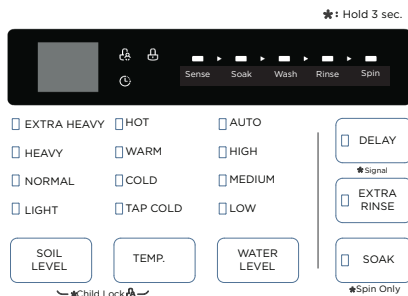 ✱: Hold 3 sec.
Sense Soak Wash Rinse Spin
EXTRA HEAVY HOT AUTO
HEAVY WARM HIGH
NORMAL COLD MEDIUM
LIGHT TAP COLD LOW
DELAY
✱Signal
EXTRA
RINSE
SOIL
LEVEL
TEMP.
WATER
LEVEL
SOAK
✱Child Lock
✱Spin Only